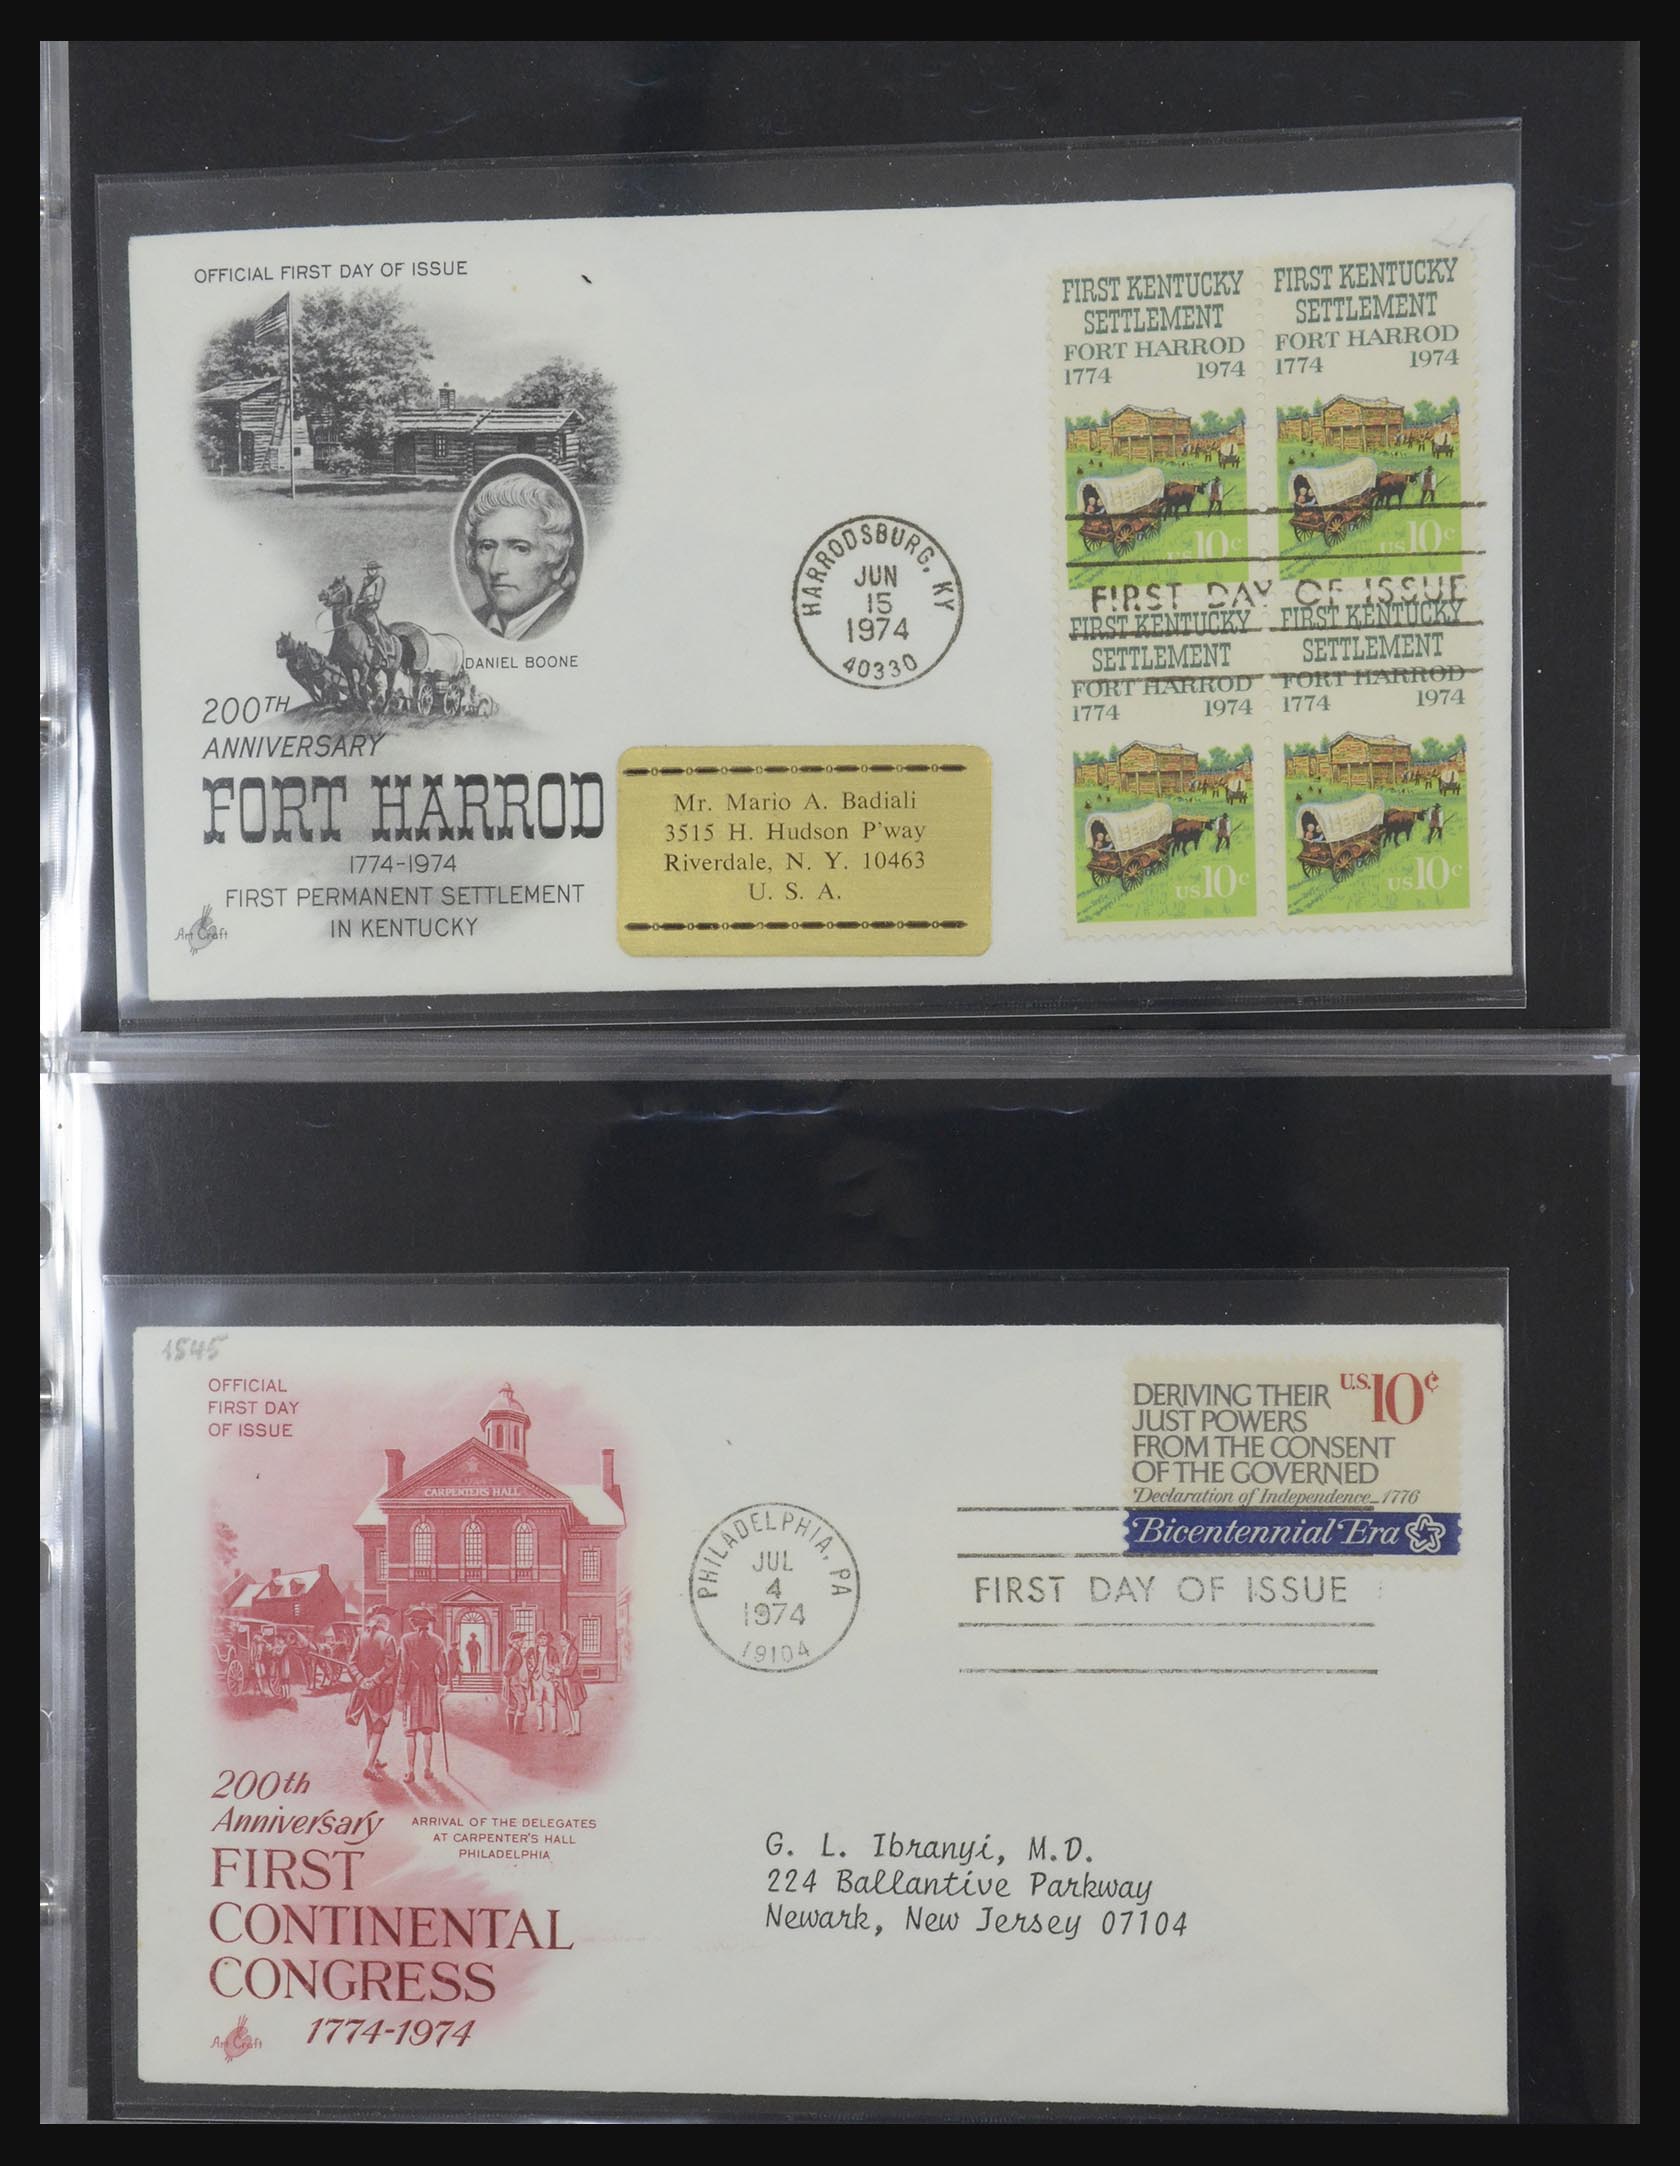 OFFICIAL FIRST DAY OF ISSUE
DANIEL BOONE
200TH
ANNIVERSARY
FORT HARROD
1774-1974
FIRST PERMANENT SETTLEMENT
IN KENTUCKY
Art Craft
HARRODSBURG, KY
JUN
15
1974
40330
Mr. Mario A. Badiali
3515 H. Hudson P'way
Riverdale, N. Y. 10463
U. S. A.
FIRST KENTUCKY
SETTLEMENT
FORT HARROD
1774 1974
US 10c
FIRST KENTUCKY
SETTLEMENT
FORT HARROD
1774 1974
US 10c
FIRST DAY OF ISSUE
FIRST KENTUCKY
SETTLEMENT
FORT HARROD
1774 1974
US 10c
FIRST KENTUCKY
SETTLEMENT
FORT HARROD
1774 1974
US 10c
1545
OFFICIAL
FIRST DAY
OF ISSUE
CARPENTERS HALL
200th
Anniversary
ARRIVAL OF THE DELEGATES
AT CARPENTER'S HALL
PHILADELPHIA
FIRST
CONTINENTAL
CONGRESS
1774-1974
Art Craft
PHILADELPHIA, PA
JUL
4
1974
19104
U.S. 10¢
DERIVING THEIR
JUST POWERS
FROM THE CONSENT
OF THE GOVERNED
Declaration of Independence_1776
Bicentennial Era
FIRST DAY OF ISSUE
G. L. Ibranyi, M.D.
224 Ballantive Parkway
Newark, New Jersey 07104